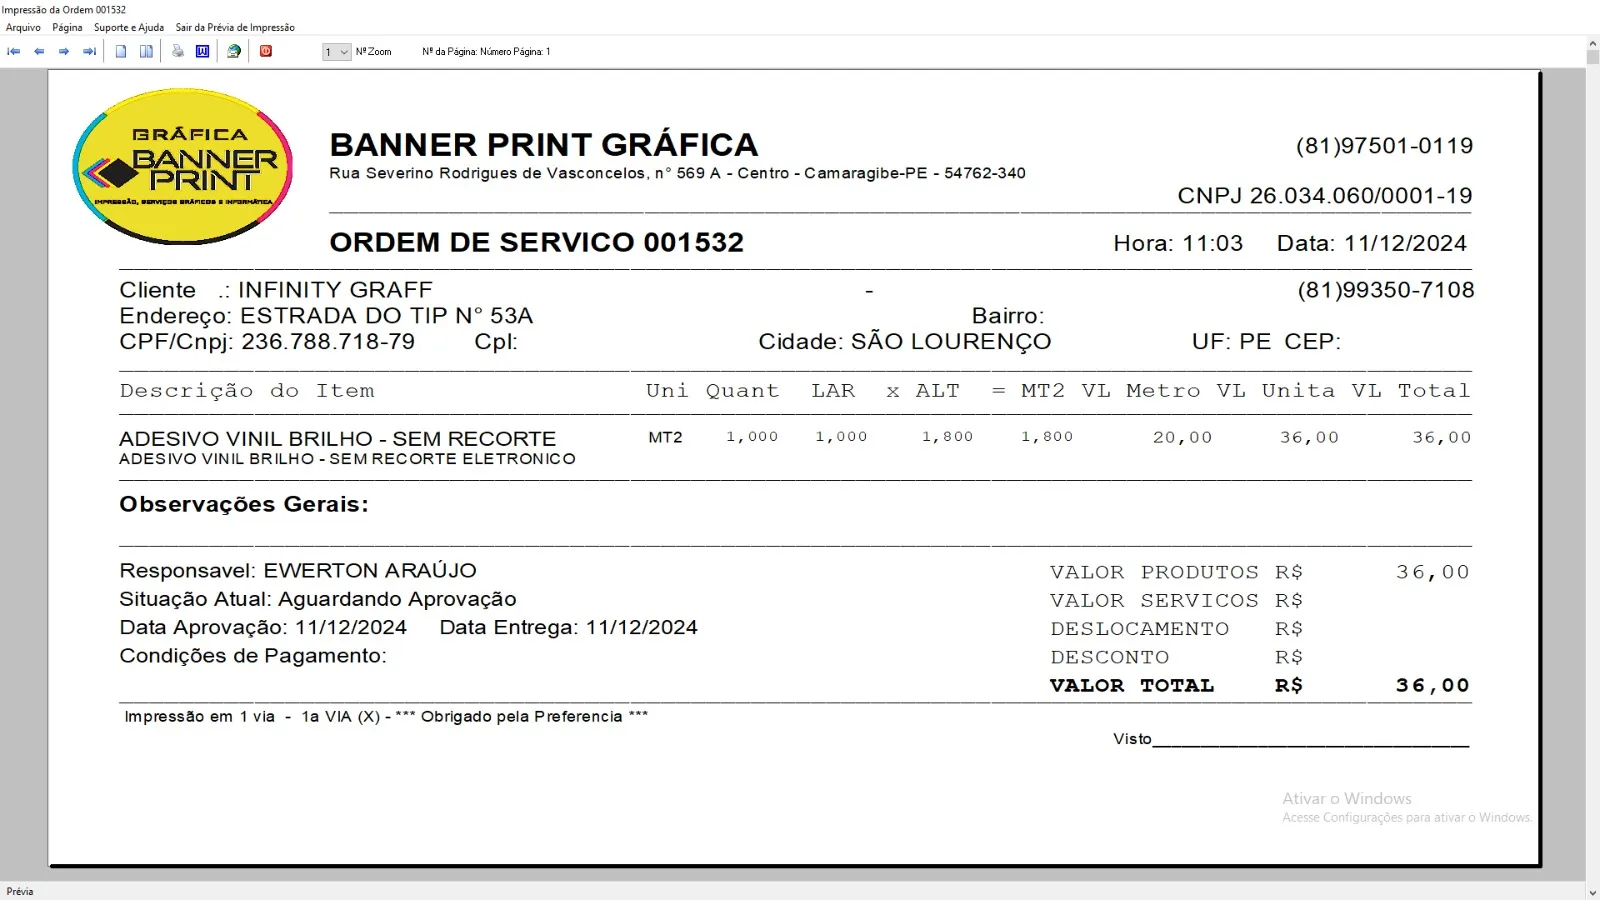 Impressão da Ordem 001532
Arquivo Página Suporte e Ajuda Sair da Prévia de Impressão
1 Nº Zoom Nº da Página: Número Página: 1
GRÁFICA
BANNER
PRINT
IMPRESSÃO, SERVIÇOS GRÁFICOS E INFORMÁTICA
BANNER PRINT GRÁFICA (81)97501-0119
Rua Severino Rodrigues de Vasconcelos, n° 569 A - Centro - Camaragibe-PE - 54762-340
CNPJ 26.034.060/0001-19
ORDEM DE SERVICO 001532 Hora: 11:03 Data: 11/12/2024
Cliente .: INFINITY GRAFF - (81)99350-7108
Endereço: ESTRADA DO TIP N° 53A Bairro:
CPF/Cnpj: 236.788.718-79 Cpl: Cidade: SÃO LOURENÇO UF: PE CEP:
Descrição do Item Uni Quant LAR x ALT = MT2 VL Metro VL Unita VL Total
ADESIVO VINIL BRILHO - SEM RECORTE MT2 1,000 1,000 1,800 1,800 20,00 36,00 36,00
ADESIVO VINIL BRILHO - SEM RECORTE ELETRONICO
Observações Gerais:
Responsavel: EWERTON ARAÚJO VALOR PRODUTOS R$ 36,00
Situação Atual: Aguardando Aprovação VALOR SERVICOS R$
Data Aprovação: 11/12/2024 Data Entrega: 11/12/2024 DESLOCAMENTO R$
Condições de Pagamento: DESCONTO R$
VALOR TOTAL R$ 36,00
Impressão em 1 via - 1a VIA (X) - *** Obrigado pela Preferencia ***
Visto
Ativar o Windows
Acesse Configurações para ativar o Windows.
Prévia